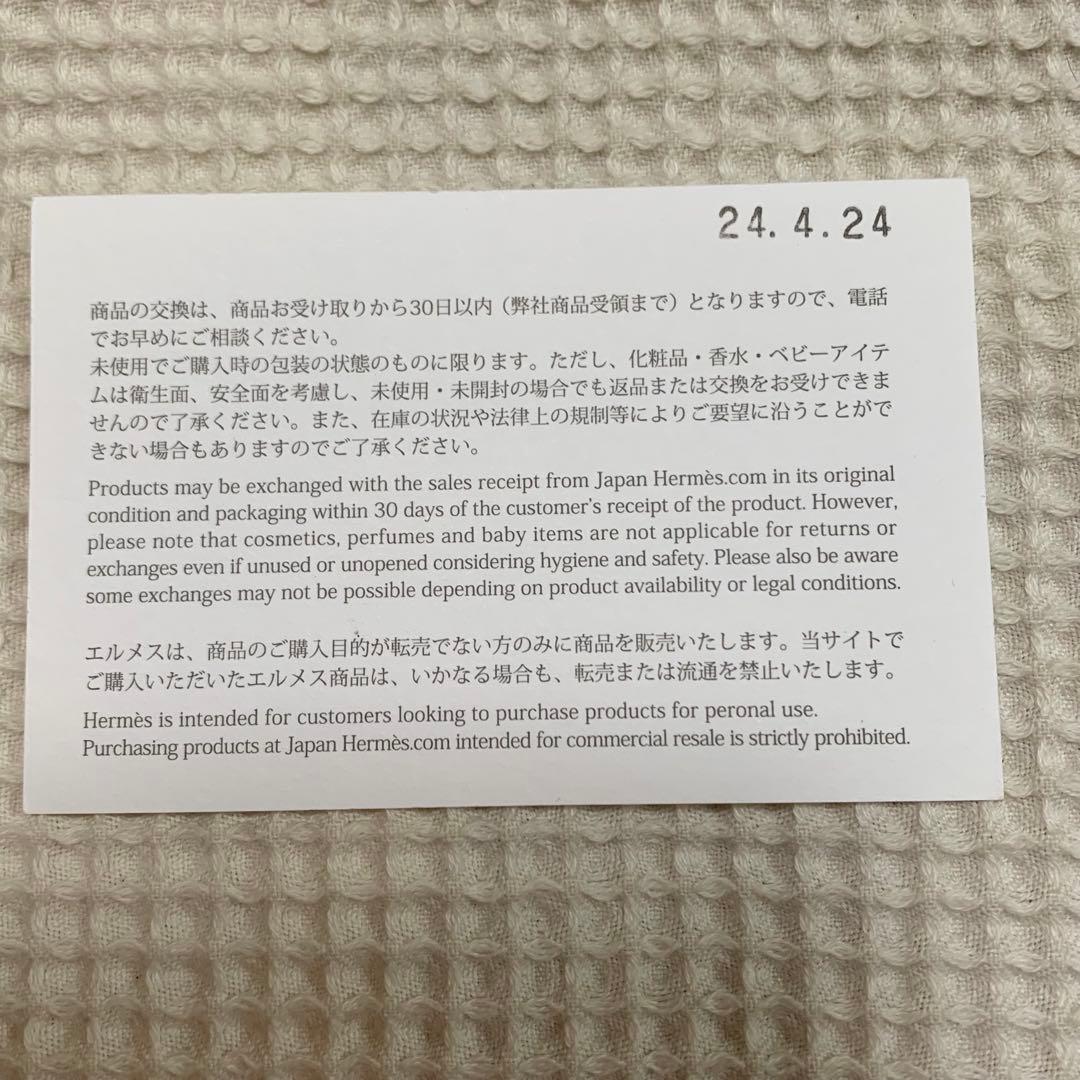 24.4.24
商品の交換は、商品お受け取りから30日以内（弊社商品受領まで）となりますので、電話
でお早めにご相談ください。
未使用でご購入時の包装の状態のものに限ります。ただし、化粧品・香水・ベビーアイテ
ムは衛生面、安全面を考慮し、未使用・未開封の場合でも返品または交換をお受けできま
せんので了承ください。また、在庫の状況や法律上の規制等によりご要望に沿うことがで
きない場合もありますのでご了承ください。
Products may be exchanged with the sales receipt from Japan Hermès.com in its original
condition and packaging within 30 days of the customer's receipt of the product. However,
please note that cosmetics, perfumes and baby items are not applicable for returns or
exchanges even if unused or unopened considering hygiene and safety. Please also be aware
some exchanges may not be possible depending on product availability or legal conditions.
エルメスは、商品のご購入目的が転売でない方のみに商品を販売いたします。当サイトで
ご購入いただいたエルメス商品は、いかなる場合も、転売または流通を禁止いたします。
Hermès is intended for customers looking to purchase products for peronal use.
Purchasing products at Japan Hermès.com intended for commercial resale is strictly prohibited.